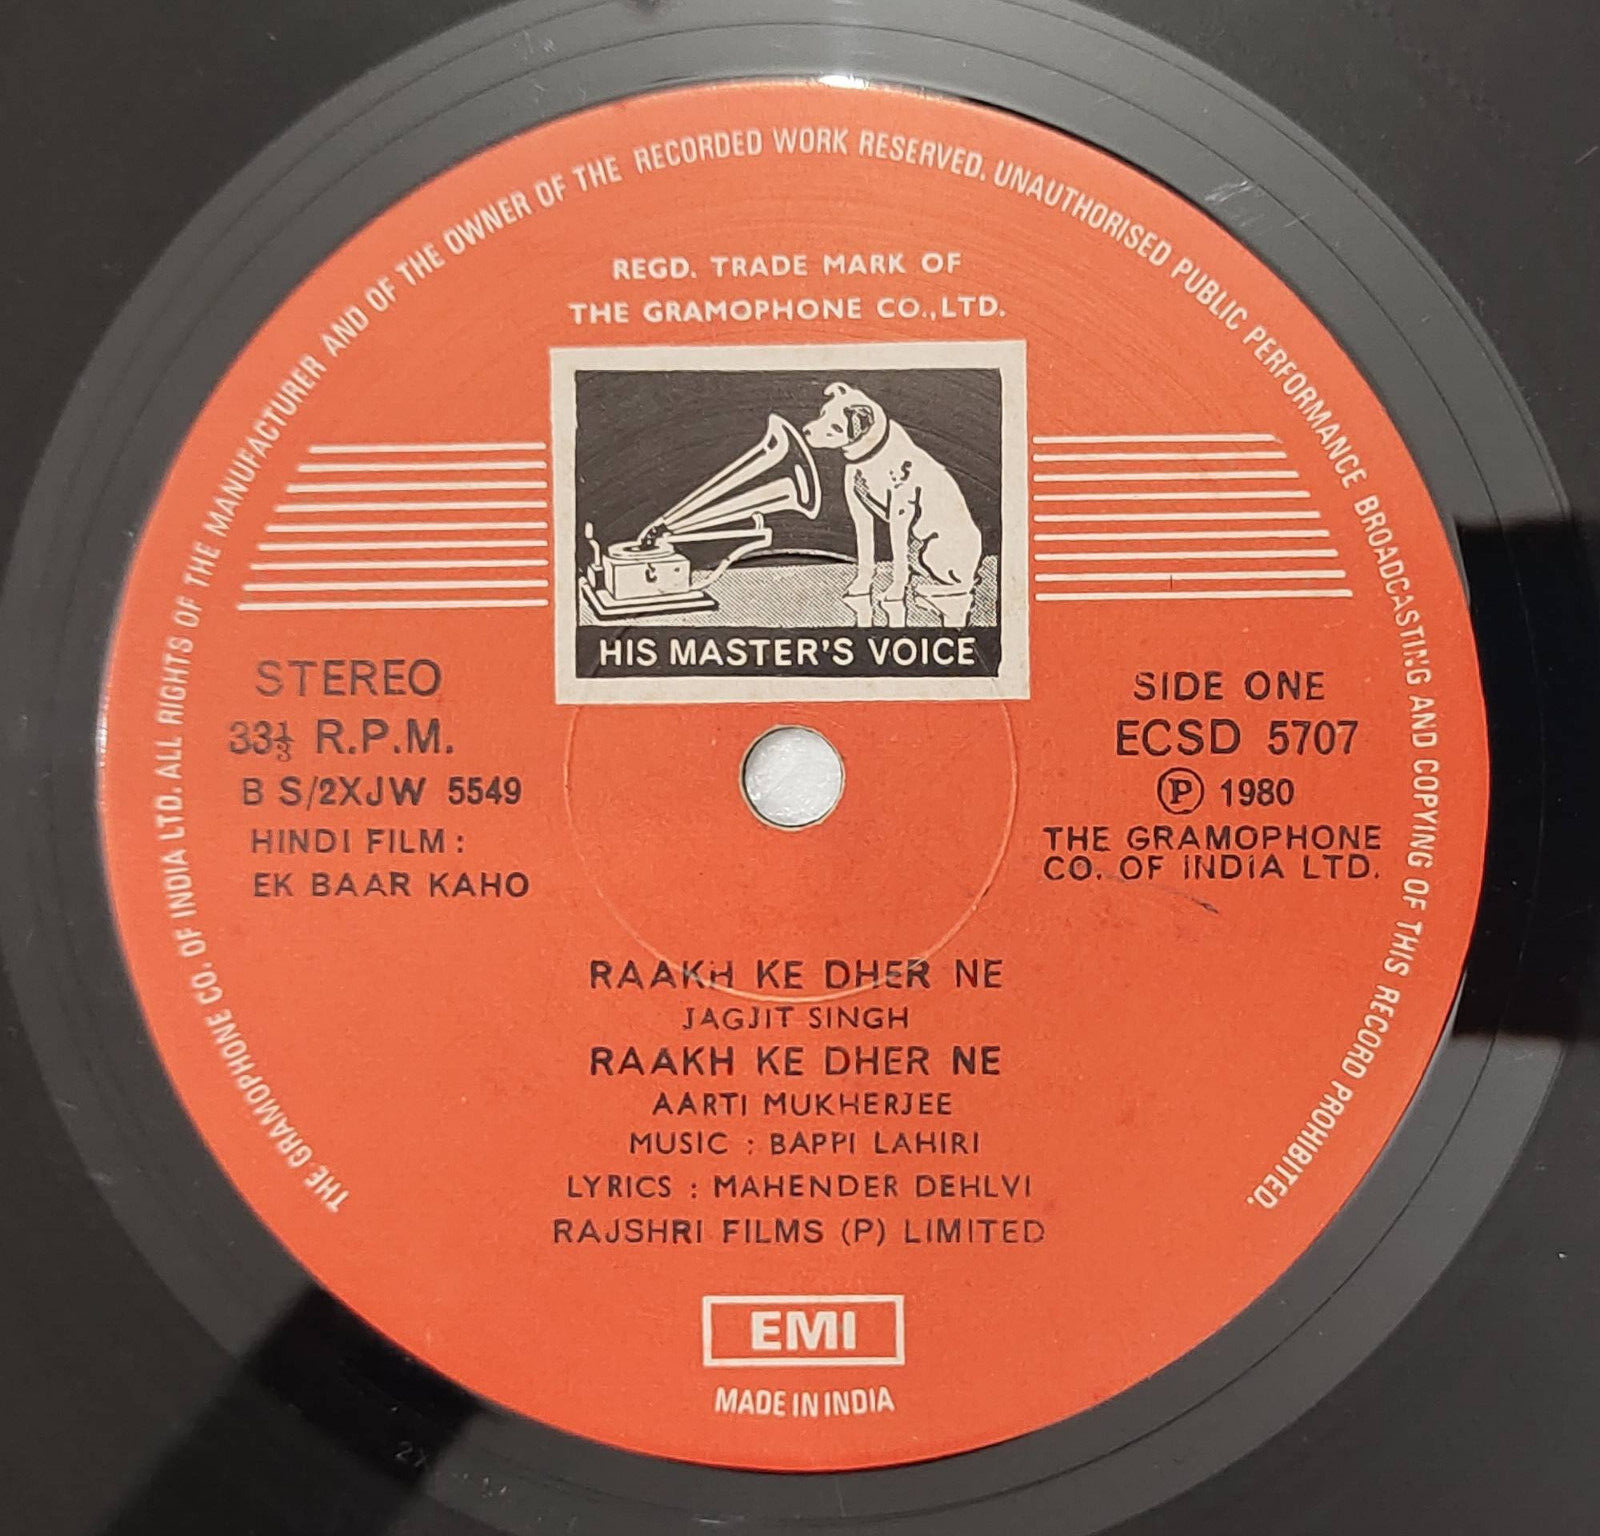 THE GRAMOPHONE CO. OF INDIA LTD. ALL RIGHTS OF THE MANUFACTURER AND OF THE OWNER OF THE RECORDED WORK RESERVED. UNAUTHORISED PUBLIC PERFORMANCE BROADCASTING AND COPYING OF THIS RECORD PROHIBITED.
REGD. TRADE MARK OF
THE GRAMOPHONE CO.,LTD.
HIS MASTER'S VOICE
STEREO
33⅓ R.P.M.
B S/2XJW 5549
HINDI FILM :
EK BAAR KAHO
SIDE ONE
ECSD 5707
Ⓟ 1980
THE GRAMOPHONE
CO. OF INDIA LTD.
RAAKH KE DHER NE
JAGJIT SINGH
RAAKH KE DHER NE
AARTI MUKHERJEE
MUSIC : BAPPI LAHIRI
LYRICS : MAHENDER DEHLVI
RAJSHRI FILMS (P) LIMITED
EMI
MADE IN INDIA